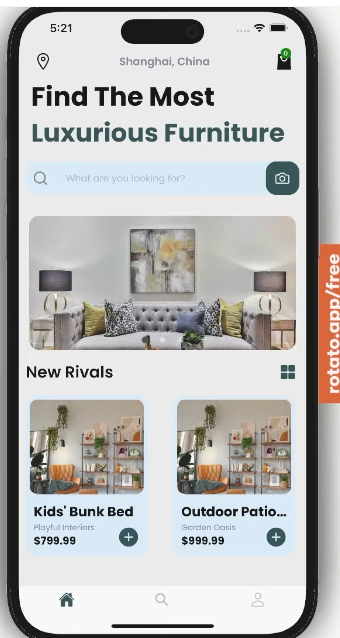 5:21
Shanghai, China
0
Find The Most
Luxurious Furniture
What are you looking for?
New Rivals
Kids' Bunk Bed
Playful Interiors
$799.99
Outdoor Patio...
Garden Oasis
$999.99
rotato.app/free